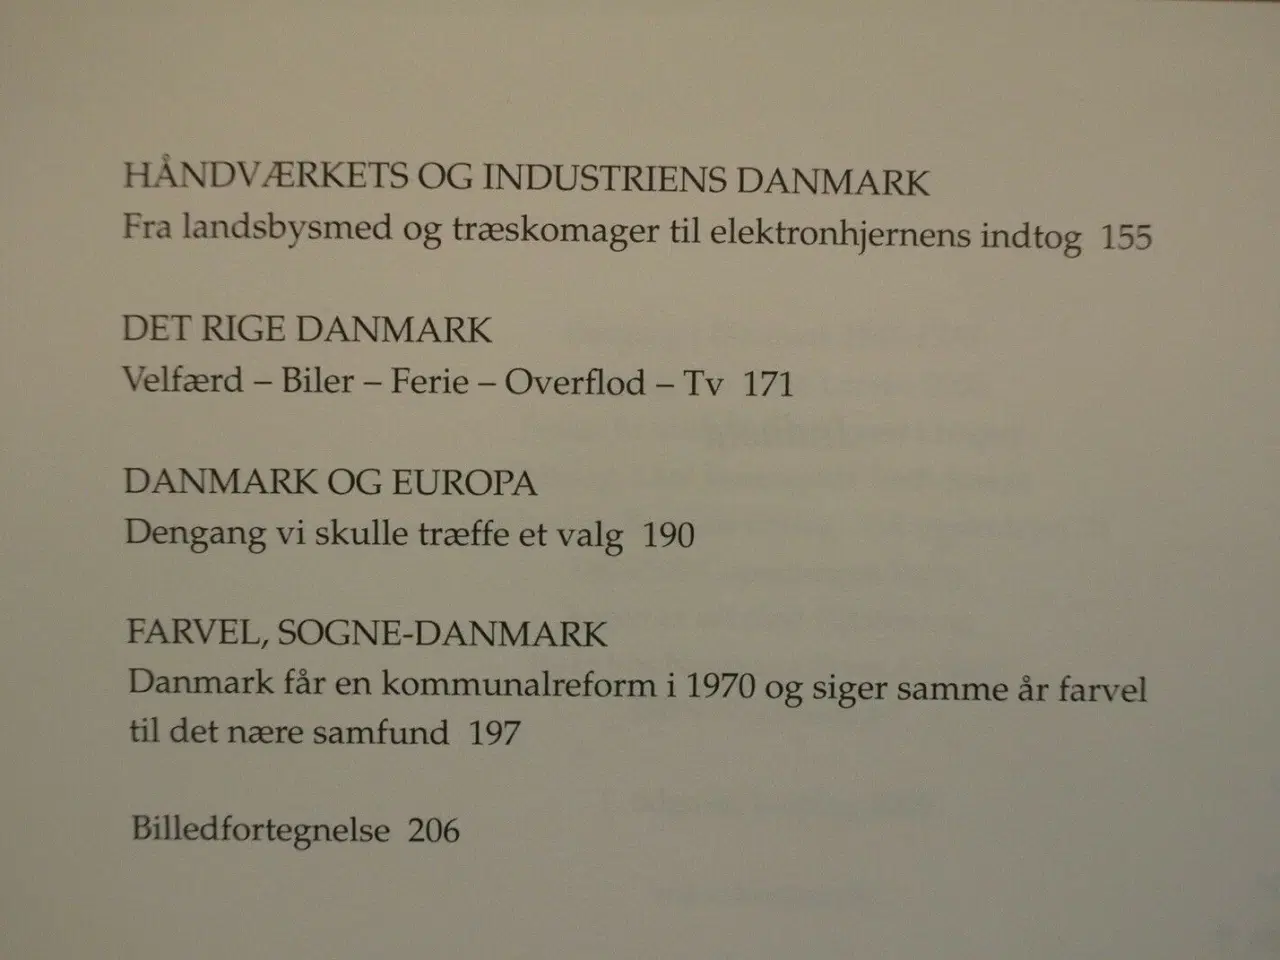 HÅNDVÆRKETS OG INDUSTRIENS DANMARK
Fra landsbysmed og træskomager til elektronhjernens indtog 155
DET RIGE DANMARK
Velfærd – Biler – Ferie – Overflod – Tv 171
DANMARK OG EUROPA
Dengang vi skulle træffe et valg 190
FARVEL, SOGNE-DANMARK
Danmark får en kommunalreform i 1970 og siger samme år farvel
til det nære samfund 197
Billedfortegnelse 206